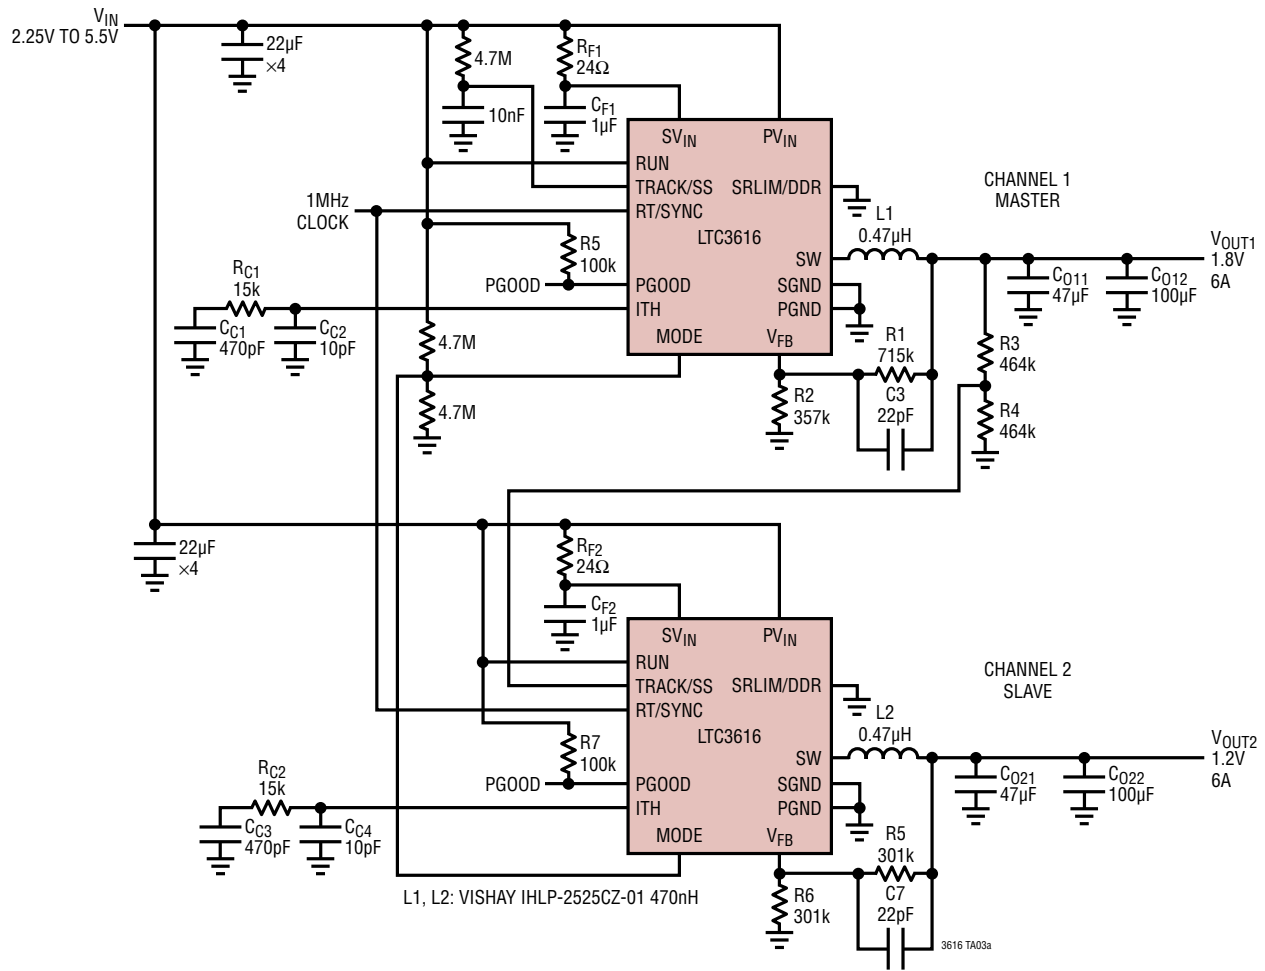 VIN
2.25V TO 5.5V
22µF
×4
4.7M
10nF
RF1
24Ω
CF1
1µF
SVIN
PVIN
RUN
TRACK/SS
SRLIM/DDR
RT/SYNC
LTC3616
SW
PGOOD
SGND
ITH
PGND
MODE
VFB
1MHz
CLOCK
R5
100k
PGOOD
RC1
15k
CC1
470pF
CC2
10pF
4.7M
4.7M
CHANNEL 1
MASTER
L1
0.47µH
VOUT1
1.8V
6A
CO11
47µF
CO12
100µF
R1
715k
C3
22pF
R2
357k
R3
464k
R4
464k
22µF
×4
RF2
24Ω
CF2
1µF
SVIN
PVIN
RUN
TRACK/SS
SRLIM/DDR
RT/SYNC
LTC3616
SW
PGOOD
SGND
ITH
PGND
MODE
VFB
R7
100k
PGOOD
RC2
15k
CC3
470pF
CC4
10pF
CHANNEL 2
SLAVE
L2
0.47µH
VOUT2
1.2V
6A
CO21
47µF
CO22
100µF
R5
301k
C7
22pF
R6
301k
L1, L2: VISHAY IHLP-2525CZ-01 470nH
3616 TA03a